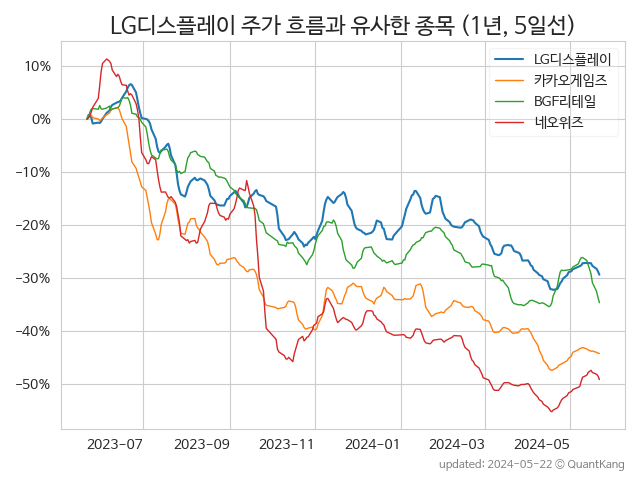 LG디스플레이 주가 흐름과 유사한 종목 (1년, 5일선)
LG디스플레이
카카오게임즈
BGF리테일
네오위즈
10%
0%
−10%
−20%
−30%
−40%
−50%
2023-07
2023-09
2023-11
2024-01
2024-03
2024-05
updated: 2024-05-22 © QuantKang